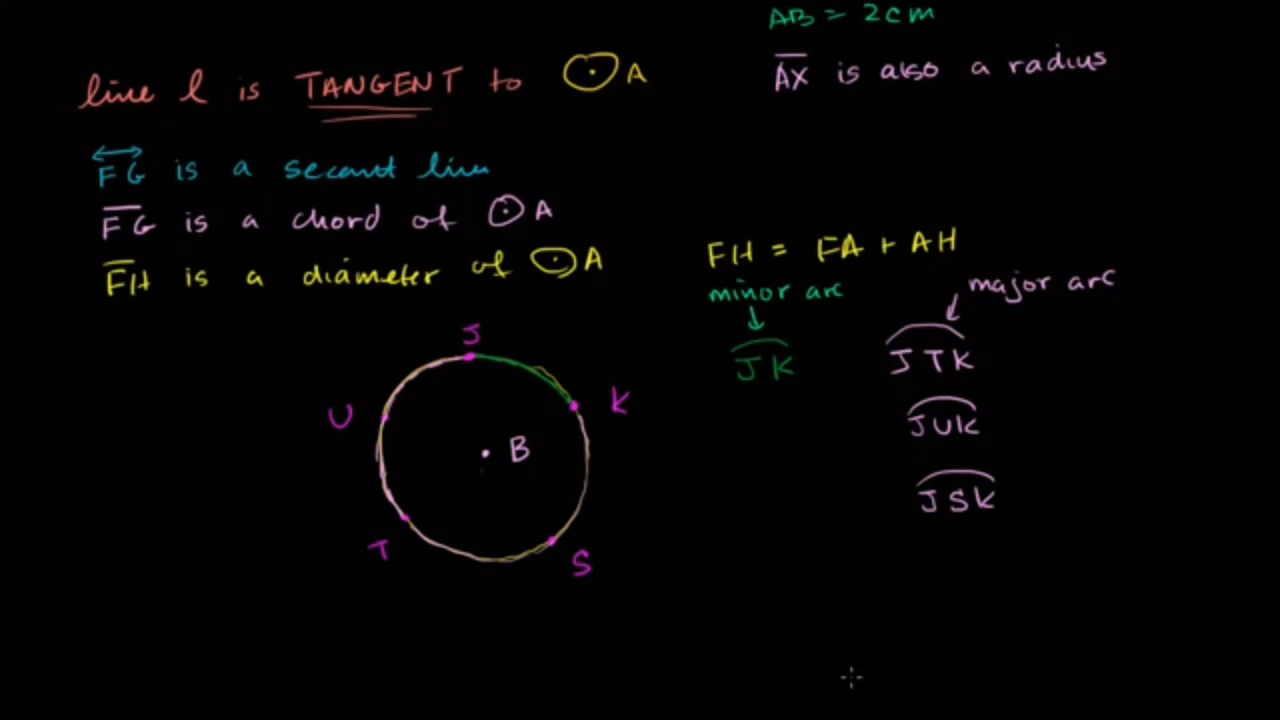 AB = 2cm
line l is TANGENT to ⊙A
AX is also a radius
FG is a secant line
FG is a chord of ⊙A
FH is a diameter of ⊙A
FH = FA + AH
minor arc
major arc
JK
JTK
JUK
JSK
J
U
K
B
T
S